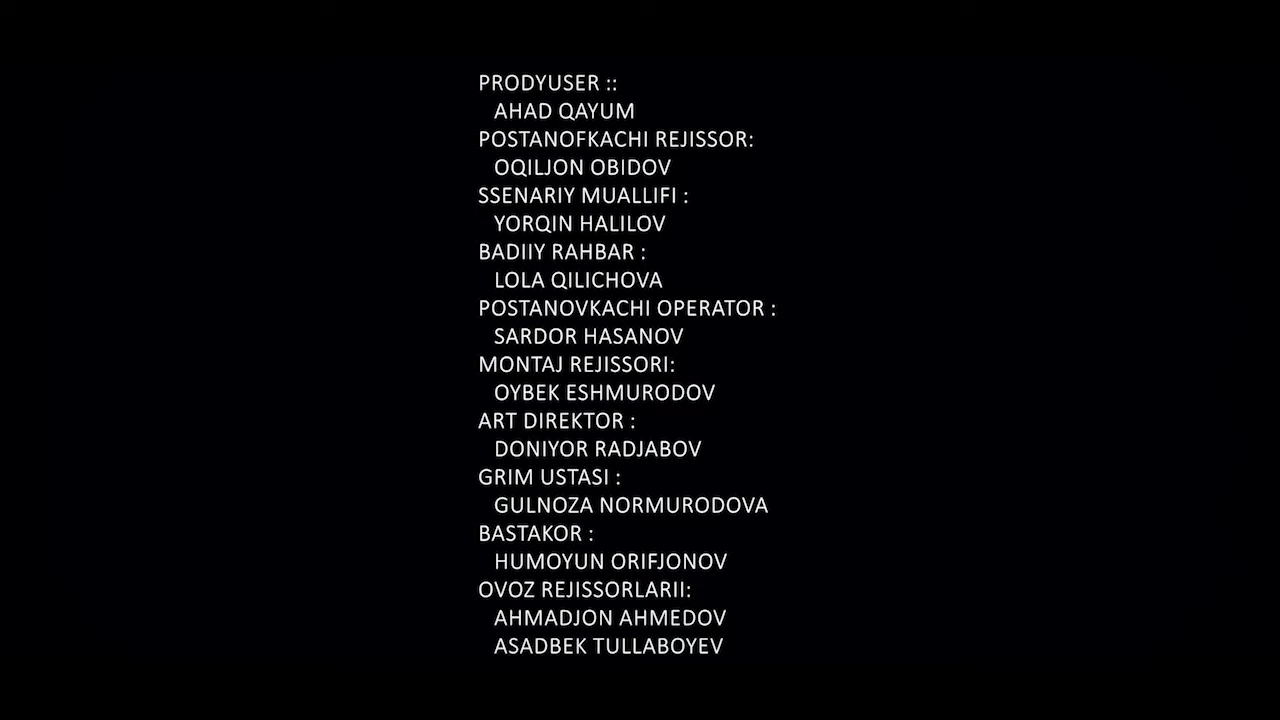 PRODYUSER ::
AHAD QAYUM
POSTANOFKACHI REJISSOR:
OQILJON OBIDOV
SSENARIY MUALLIFI :
YORQIN HALILOV
BADIIY RAHBAR :
LOLA QILICHOVA
POSTANOVKACHI OPERATOR :
SARDOR HASANOV
MONTAJ REJISSORI:
OYBEK ESHMURODOV
ART DIREKTOR :
DONIYOR RADJABOV
GRIM USTASI :
GULNOZA NORMURODOVA
BASTAKOR :
HUMOYUN ORIFJONOV
OVOZ REJISSORLARII:
AHMADJON AHMEDOV
ASADBEK TULLABOYEV